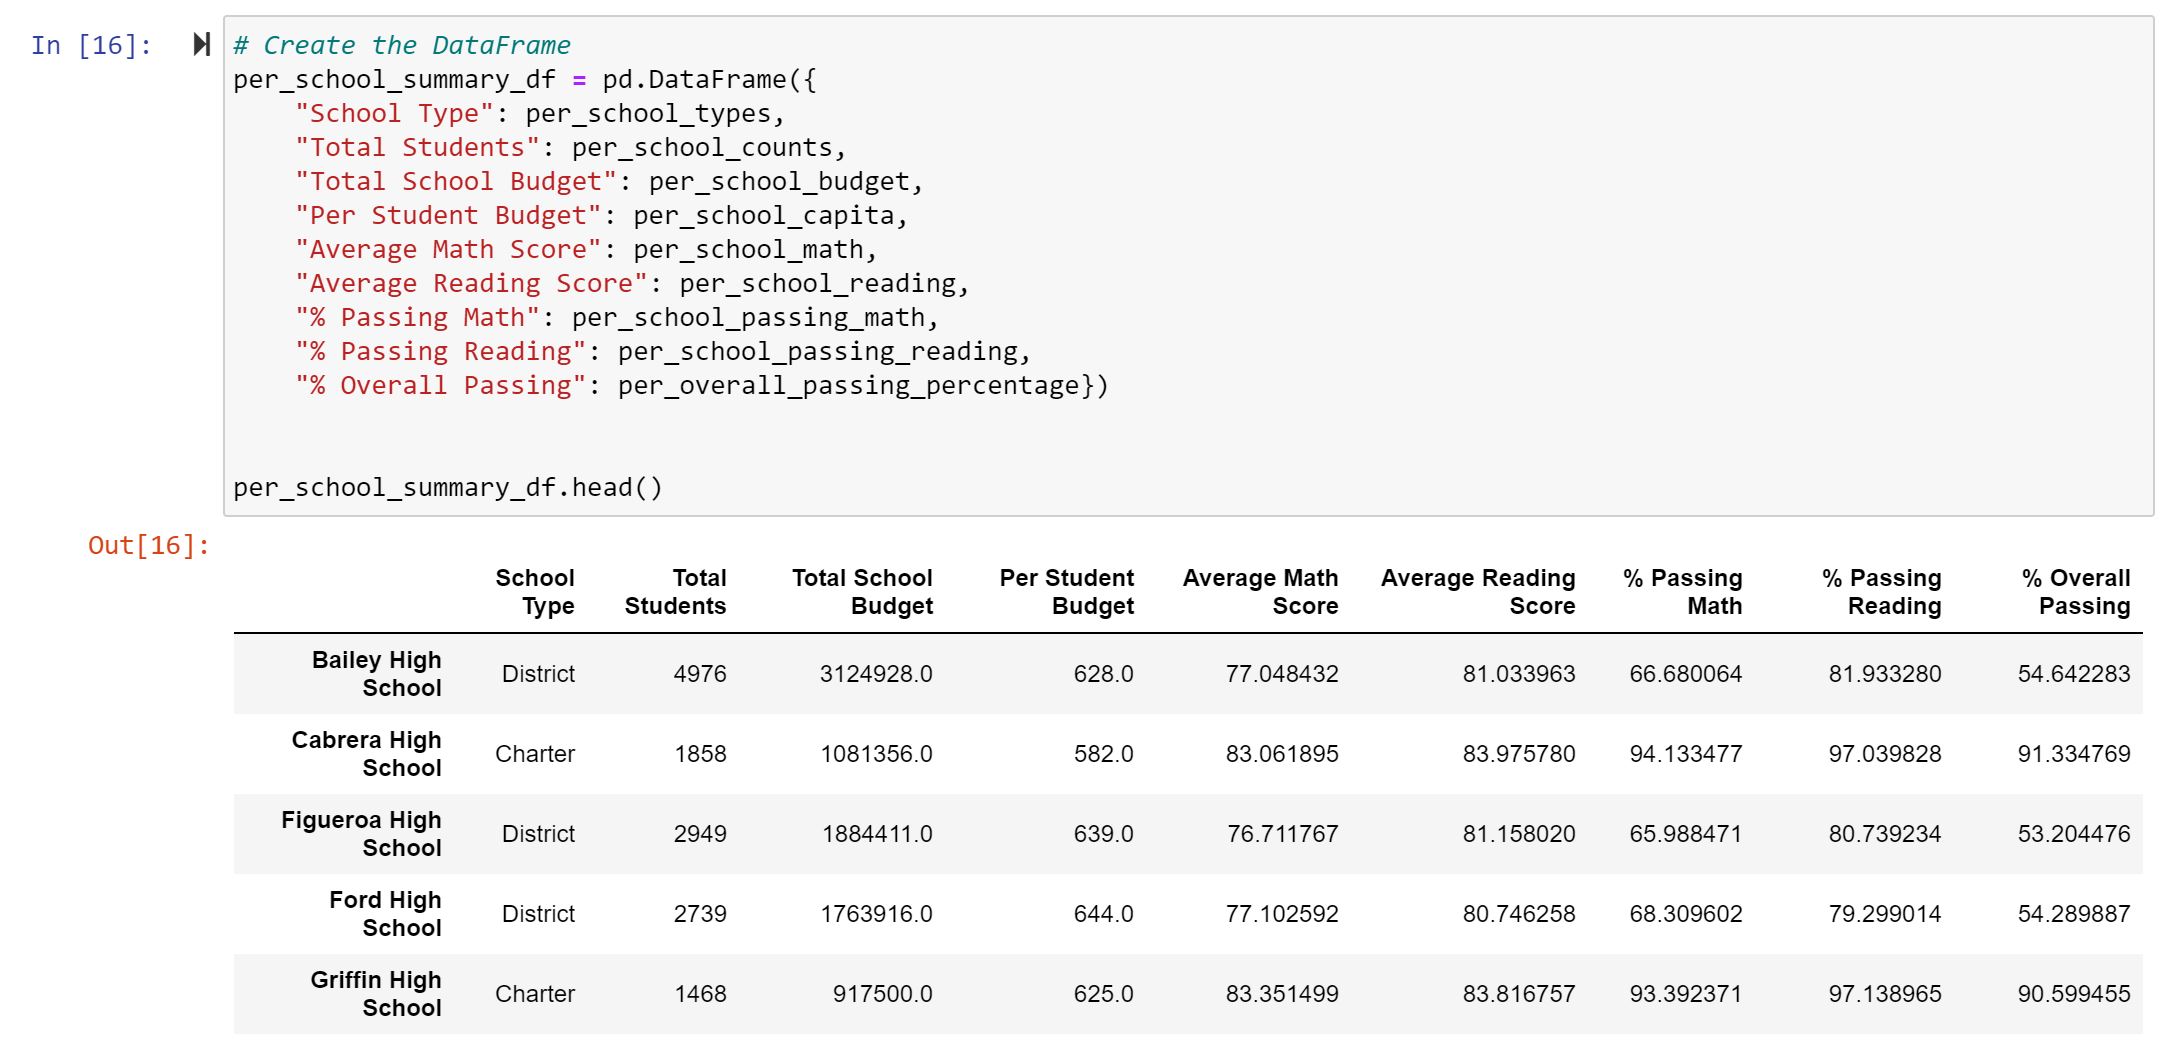 In [16]:
# Create the DataFrame
per_school_summary_df = pd.DataFrame({
    "School Type": per_school_types,
    "Total Students": per_school_counts,
    "Total School Budget": per_school_budget,
    "Per Student Budget": per_school_capita,
    "Average Math Score": per_school_math,
    "Average Reading Score": per_school_reading,
    "% Passing Math": per_school_passing_math,
    "% Passing Reading": per_school_passing_reading,
    "% Overall Passing": per_overall_passing_percentage})
per_school_summary_df.head()
Out[16]:
School Total Total School Per Student Average Math Average Reading % Passing % Passing % Overall
Type Students Budget Budget Score Score Math Reading Passing
Bailey High
School District 4976 3124928.0 628.0 77.048432 81.033963 66.680064 81.933280 54.642283
Cabrera High
School Charter 1858 1081356.0 582.0 83.061895 83.975780 94.133477 97.039828 91.334769
Figueroa High
School District 2949 1884411.0 639.0 76.711767 81.158020 65.988471 80.739234 53.204476
Ford High
School District 2739 1763916.0 644.0 77.102592 80.746258 68.309602 79.299014 54.289887
Griffin High
School Charter 1468 917500.0 625.0 83.351499 83.816757 93.392371 97.138965 90.599455